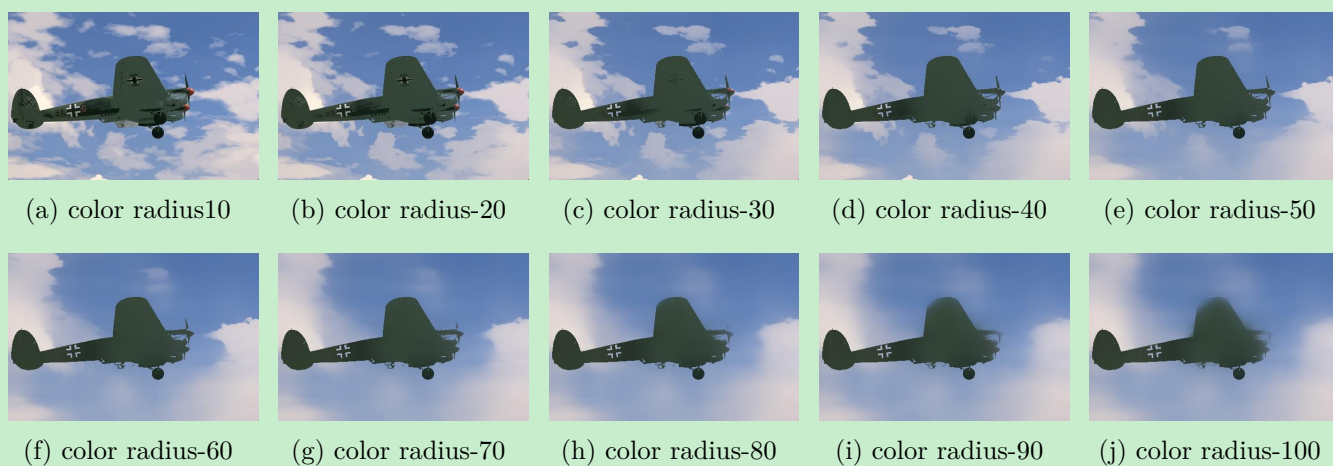 (a) color radius10
(b) color radius-20
(c) color radius-30
(d) color radius-40
(e) color radius-50
(f) color radius-60
(g) color radius-70
(h) color radius-80
(i) color radius-90
(j) color radius-100